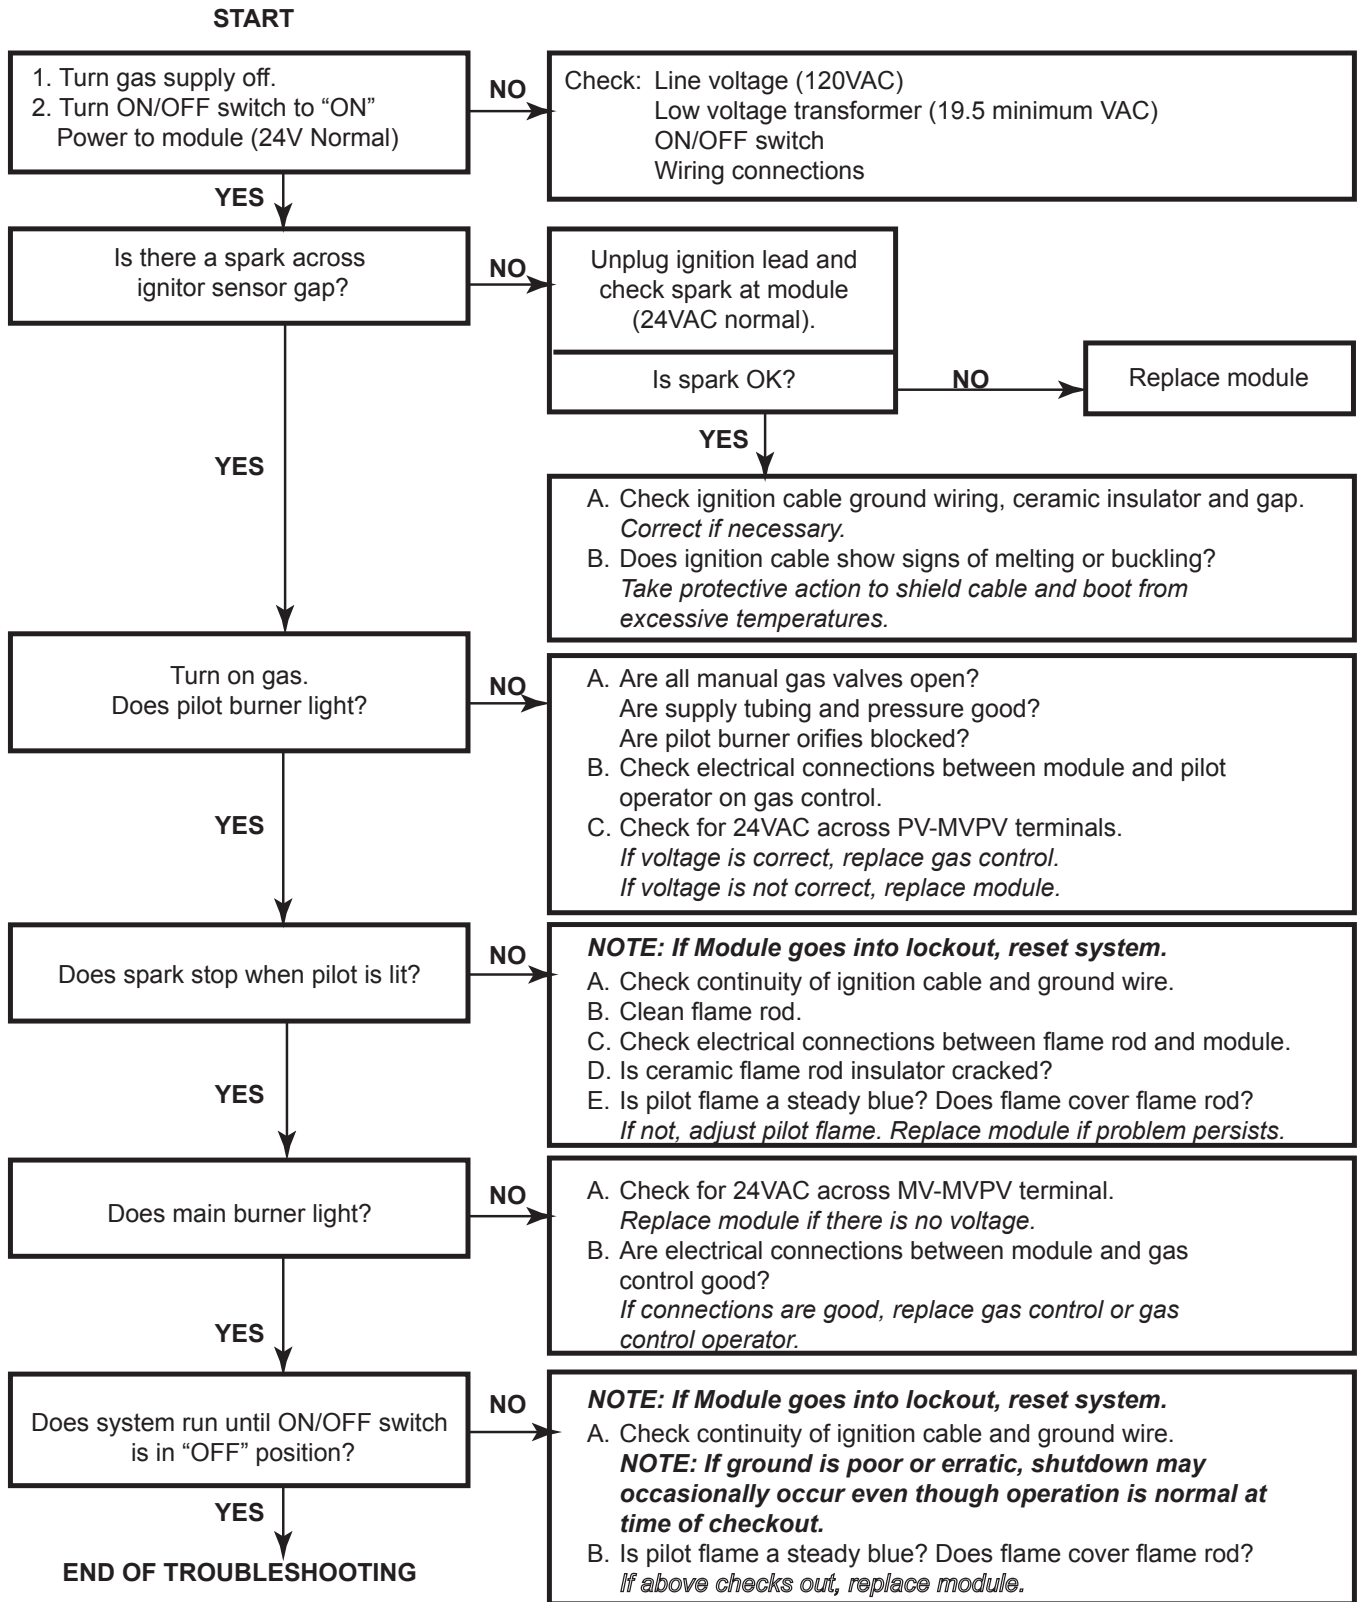 START
1. Turn gas supply off.
2. Turn ON/OFF switch to “ON”
Power to module (24V Normal)
NO
Check: Line voltage (120VAC)
Low voltage transformer (19.5 minimum VAC)
ON/OFF switch
Wiring connections
YES
Is there a spark across
ignitor sensor gap?
NO
Unplug ignition lead and
check spark at module
(24VAC normal).
Is spark OK?
NO
Replace module
YES
A. Check ignition cable ground wiring, ceramic insulator and gap.
Correct if necessary.
B. Does ignition cable show signs of melting or buckling?
Take protective action to shield cable and boot from
excessive temperatures.
YES
Turn on gas.
Does pilot burner light?
NO
A. Are all manual gas valves open?
Are supply tubing and pressure good?
Are pilot burner orifies blocked?
B. Check electrical connections between module and pilot
operator on gas control.
C. Check for 24VAC across PV-MVPV terminals.
If voltage is correct, replace gas control.
If voltage is not correct, replace module.
YES
Does spark stop when pilot is lit?
NO
NOTE: If Module goes into lockout, reset system.
A. Check continuity of ignition cable and ground wire.
B. Clean flame rod.
C. Check electrical connections between flame rod and module.
D. Is ceramic flame rod insulator cracked?
E. Is pilot flame a steady blue? Does flame cover flame rod?
If not, adjust pilot flame. Replace module if problem persists.
YES
Does main burner light?
NO
A. Check for 24VAC across MV-MVPV terminal.
Replace module if there is no voltage.
B. Are electrical connections between module and gas
control good?
If connections are good, replace gas control or gas
control operator.
YES
Does system run until ON/OFF switch
is in “OFF” position?
NO
NOTE: If Module goes into lockout, reset system.
A. Check continuity of ignition cable and ground wire.
NOTE: If ground is poor or erratic, shutdown may
occasionally occur even though operation is normal at
time of checkout.
B. Is pilot flame a steady blue? Does flame cover flame rod?
If above checks out, replace module.
YES
END OF TROUBLESHOOTING